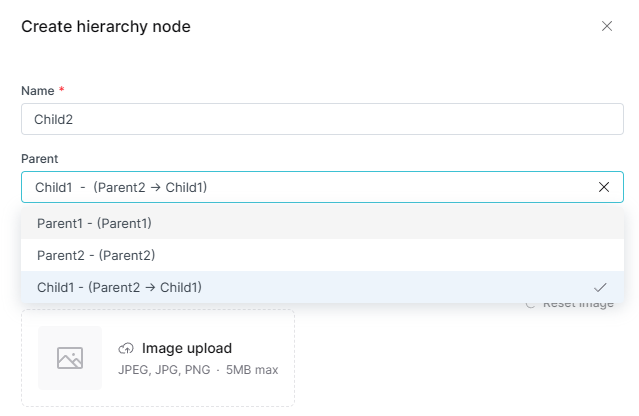 Create hierarchy node
Name *
Child2
Parent
Child1 - (Parent2 → Child1)
Parent1 - (Parent1)
Parent2 - (Parent2)
Child1 - (Parent2 → Child1)
Reset image
Image upload
JPEG, JPG, PNG · 5MB max